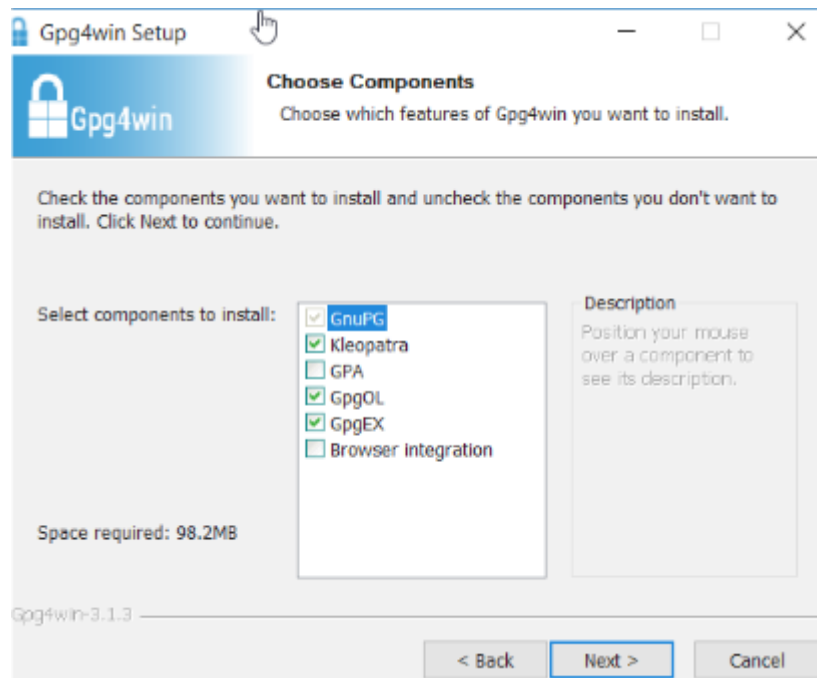 Gpg4win Setup
Gpg4win
Choose Components
Choose which features of Gpg4win you want to install.
Check the components you want to install and uncheck the components you don't want to
install. Click Next to continue.
Select components to install:
GnuPG
Kleopatra
GPA
GpgOL
GpgEX
Browser integration
Description
Position your mouse
over a component to
see its description.
Space required: 98.2MB
Gpg4win-3.1.3
< Back
Next >
Cancel